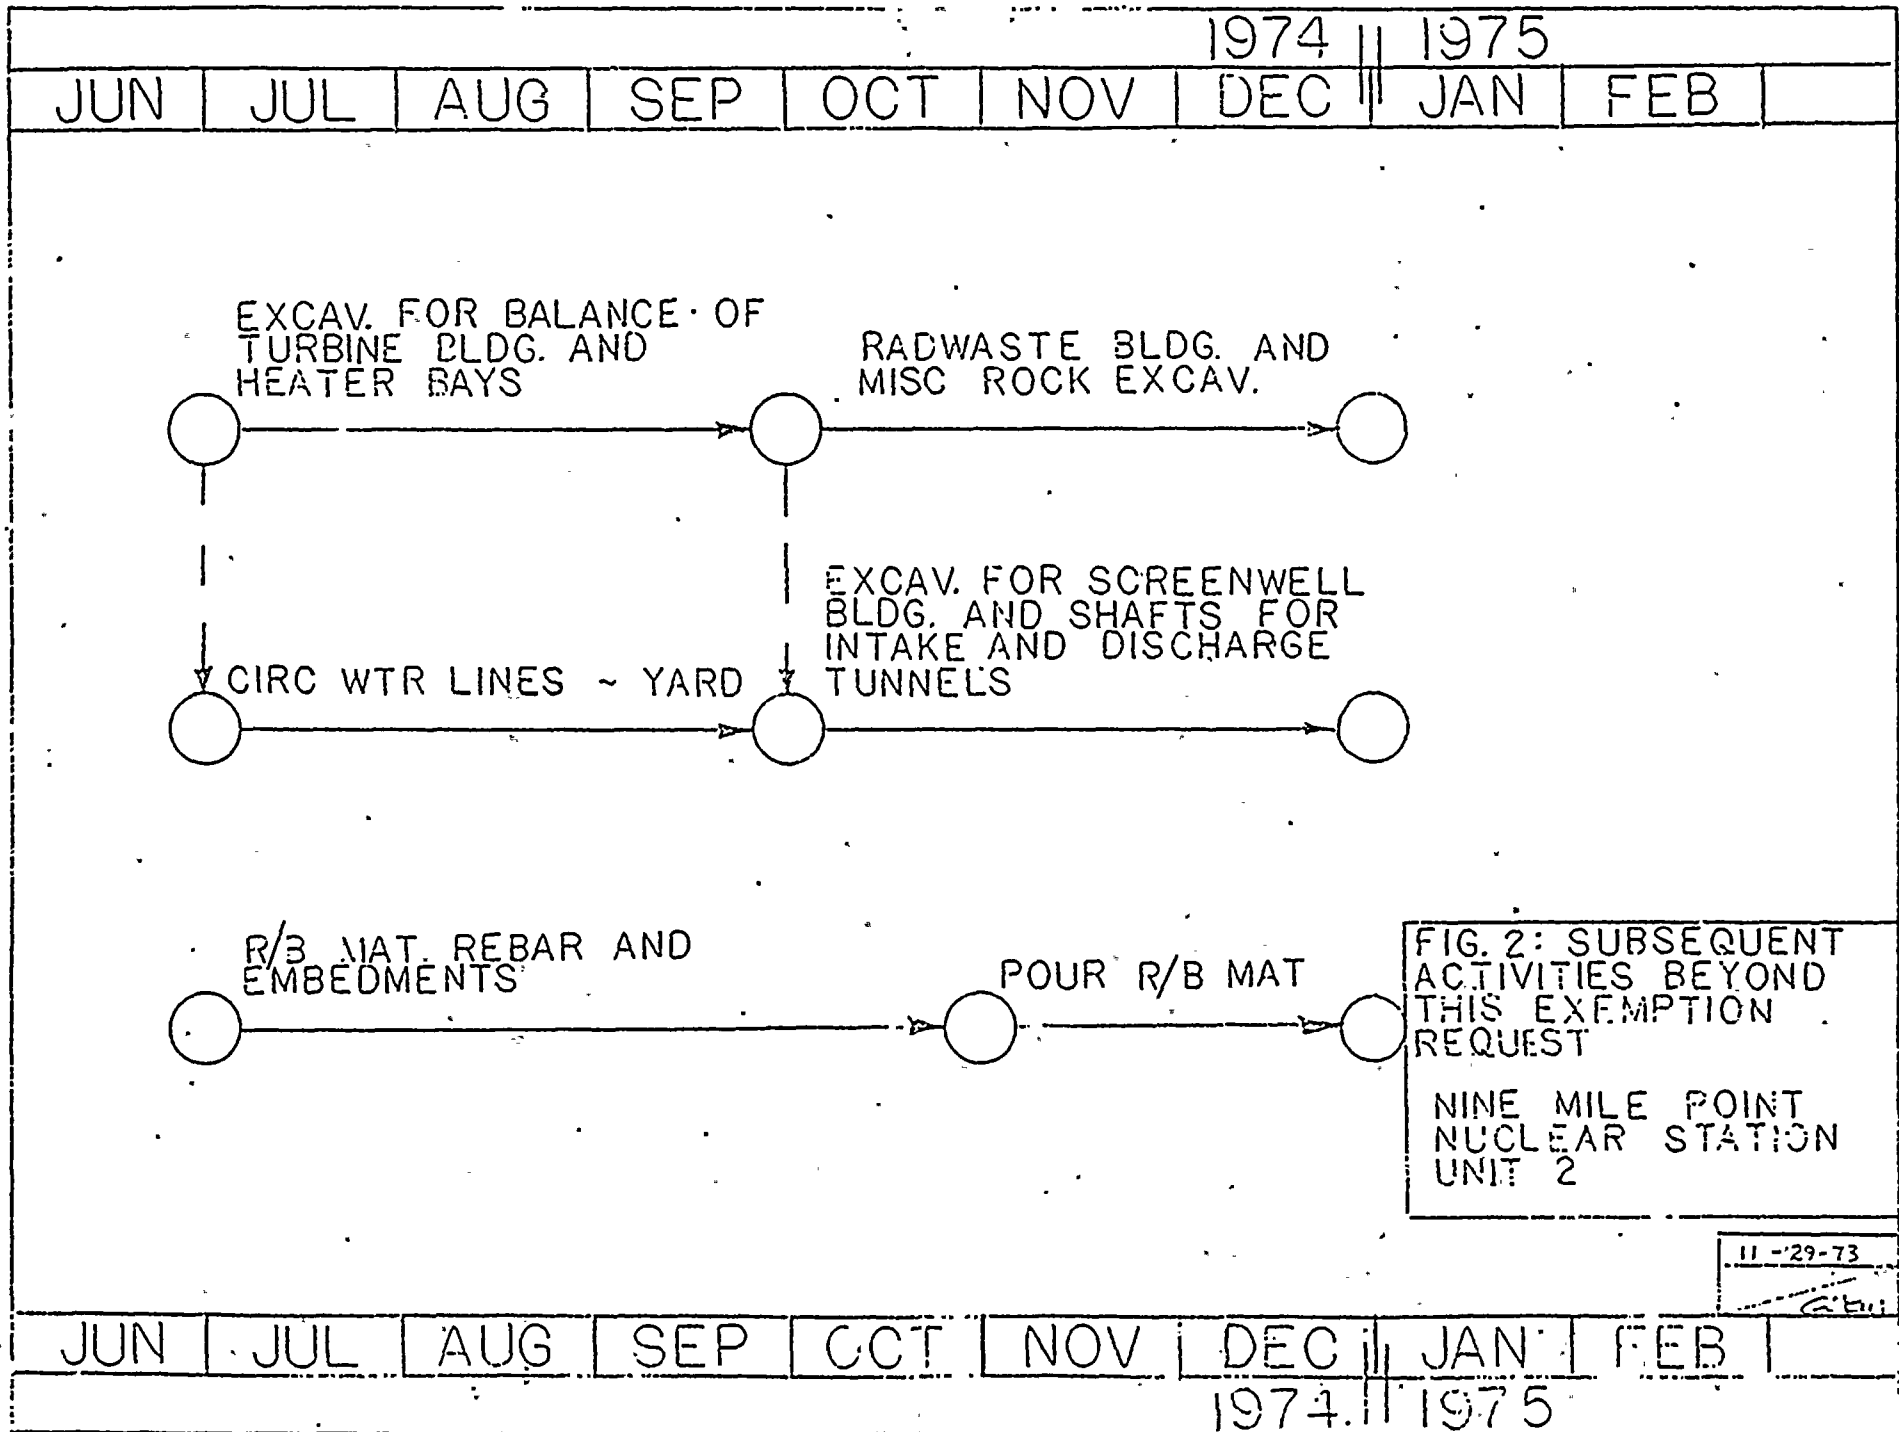 1974 1975
JUN JUL AUG SEP OCT NOV DEC JAN FEB
EXCAV. FOR BALANCE OF
TURBINE BLDG. AND
HEATER BAYS
RADWASTE BLDG. AND
MISC ROCK EXCAV.
EXCAV. FOR SCREENWELL
BLDG. AND SHAFTS FOR
INTAKE AND DISCHARGE
TUNNELS
CIRC WTR LINES ~ YARD
R/B MAT. REBAR AND
EMBEDMENTS
POUR R/B MAT
FIG. 2: SUBSEQUENT
ACTIVITIES BEYOND
THIS EXEMPTION
REQUEST
NINE MILE POINT
NUCLEAR STATION
UNIT 2
11-29-73
JUN JUL AUG SEP OCT NOV DEC JAN FEB
1974 1975